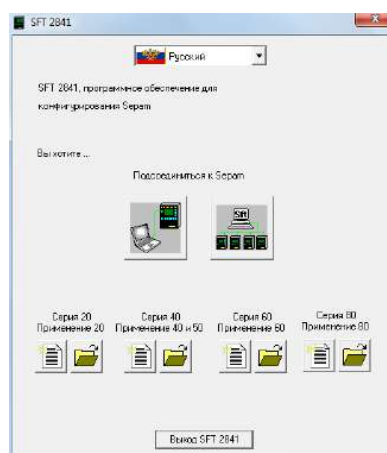 SFT 2841
Русский
SFT 2841, программное обеспечение для
конфигурирования Sepam
Вы хотите ...
Подсоединиться к Sepam
Серия 20
Применение 20
Серия 40
Применение 40 и 50
Серия 60
Применение 60
Серия 80
Применение 80
Выход SFT 2841